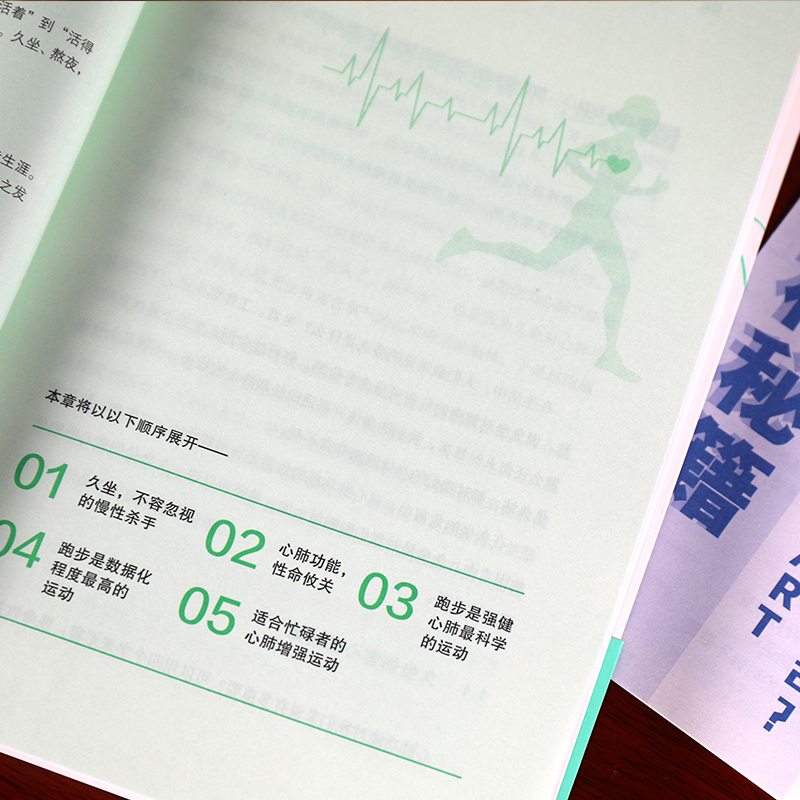 活着”到“活得
。久坐、熬夜，
生涯。
之发
本章将以以下顺序展开——
01
久坐，不容忽视
的慢性杀手
02
心肺功能，
性命攸关
03
跑步是强健
心肺最科学
的运动
04
跑步是数据化
程度最高的
运动
05
适合忙碌者的
心肺增强运动
秘籍